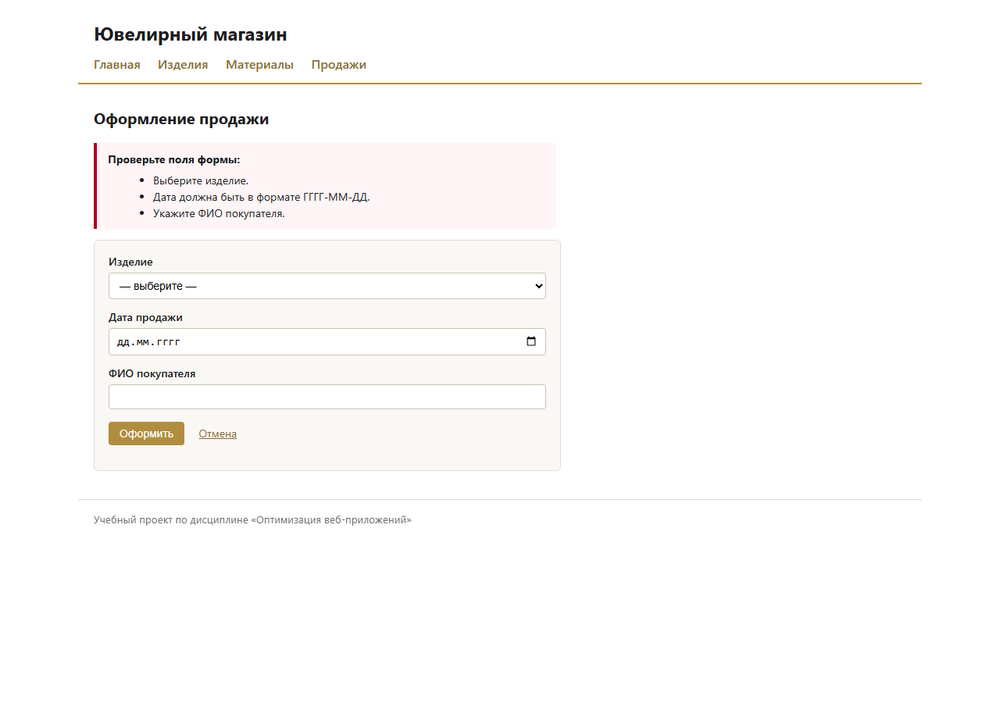 Ювелирный магазин
Главная Изделия Материалы Продажи
Оформление продажи
Проверьте поля формы:
Выберите изделие.
Дата должна быть в формате ГГГГ-ММ-ДД.
Укажите ФИО покупателя.
Изделие
— выберите —
Дата продажи
дд.мм.гггг
ФИО покупателя
Оформить Отмена
Учебный проект по дисциплине «Оптимизация веб-приложений»